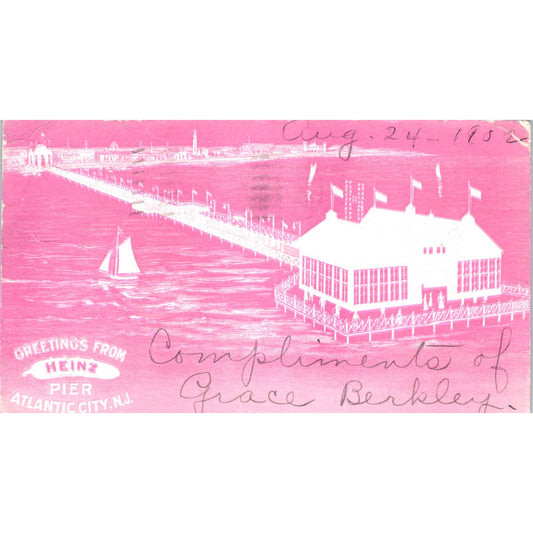 Aug. 24 - 1902
GREETINGS FROM
HEINZ
PIER
ATLANTIC CITY, N.J.
Compliments of
Grace Berkley.